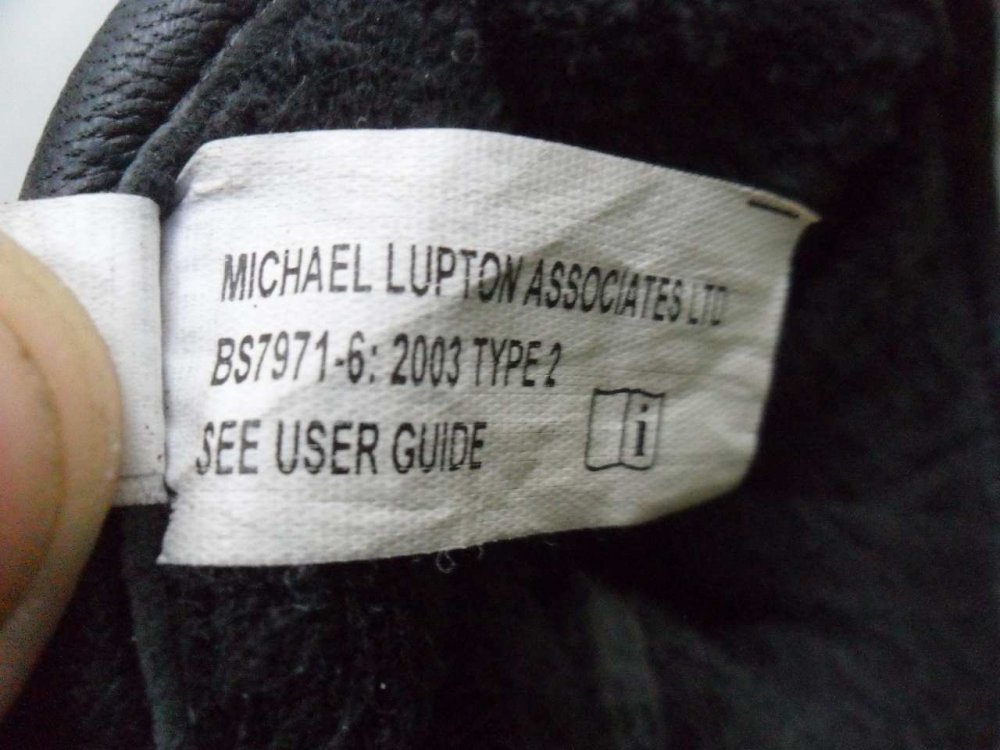 MICHAEL LUPTON ASSOCIATES LTD
BS7971-6: 2003 TYPE 2
SEE USER GUIDE i